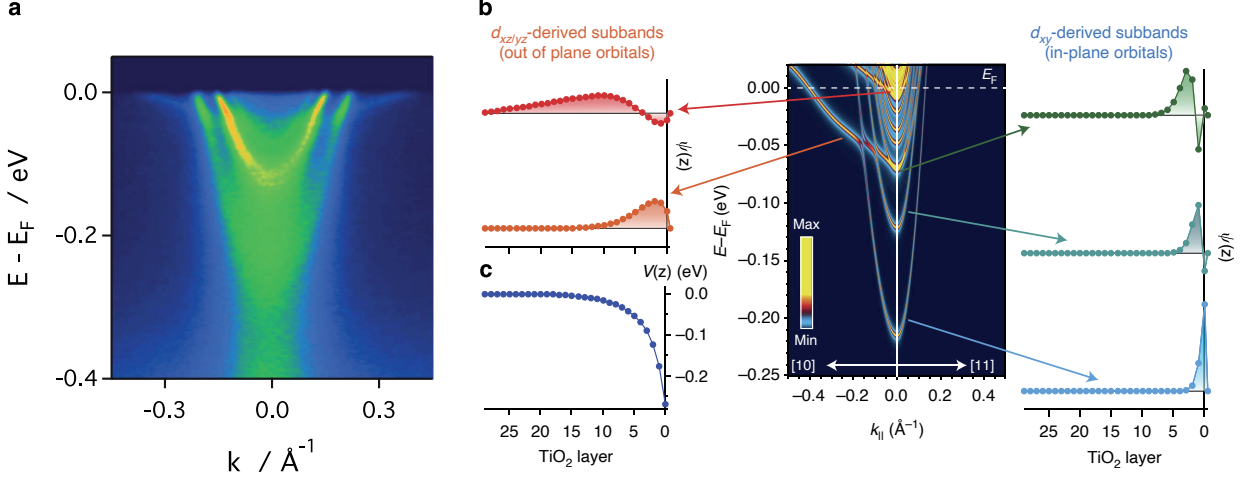 a
E - E_F / eV
0.0
-0.2
-0.4
-0.3
0.0
0.3
k / Å⁻¹
b
d_xz/yz-derived subbands
(out of plane orbitals)
ψ(z)
c
V(z) (eV)
0.0
–0.1
–0.2
25 20 15 10 5 0
TiO₂ layer
E–E_F (eV)
0.00
–0.05
–0.10
–0.15
–0.20
–0.25
E_F
Max
Min
[10]
[11]
–0.4 –0.2 0.0 0.2 0.4
k_|| (Å⁻¹)
d_xy-derived subbands
(in-plane orbitals)
ψ(z)
25 20 15 10 5 0
TiO₂ layer